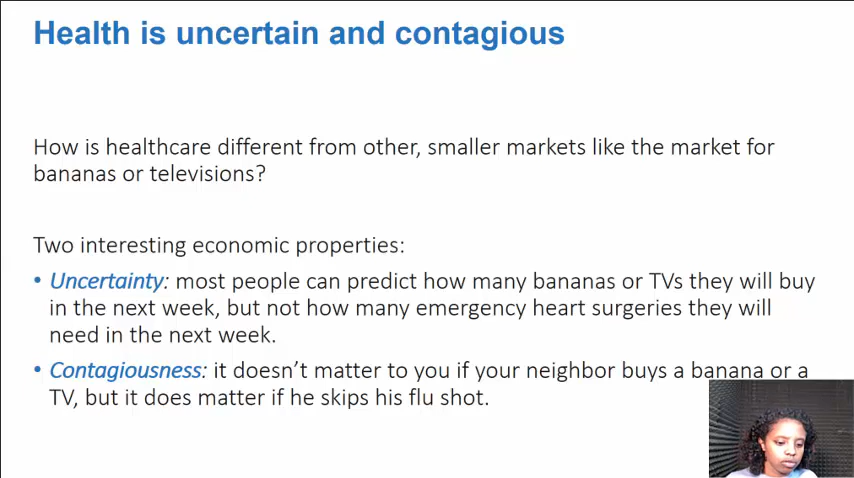 Health is uncertain and contagious
How is healthcare different from other, smaller markets like the market for
bananas or televisions?
Two interesting economic properties:
• Uncertainty: most people can predict how many bananas or TVs they will buy
in the next week, but not how many emergency heart surgeries they will
need in the next week.
• Contagiousness: it doesn’t matter to you if your neighbor buys a banana or a
TV, but it does matter if he skips his flu shot.